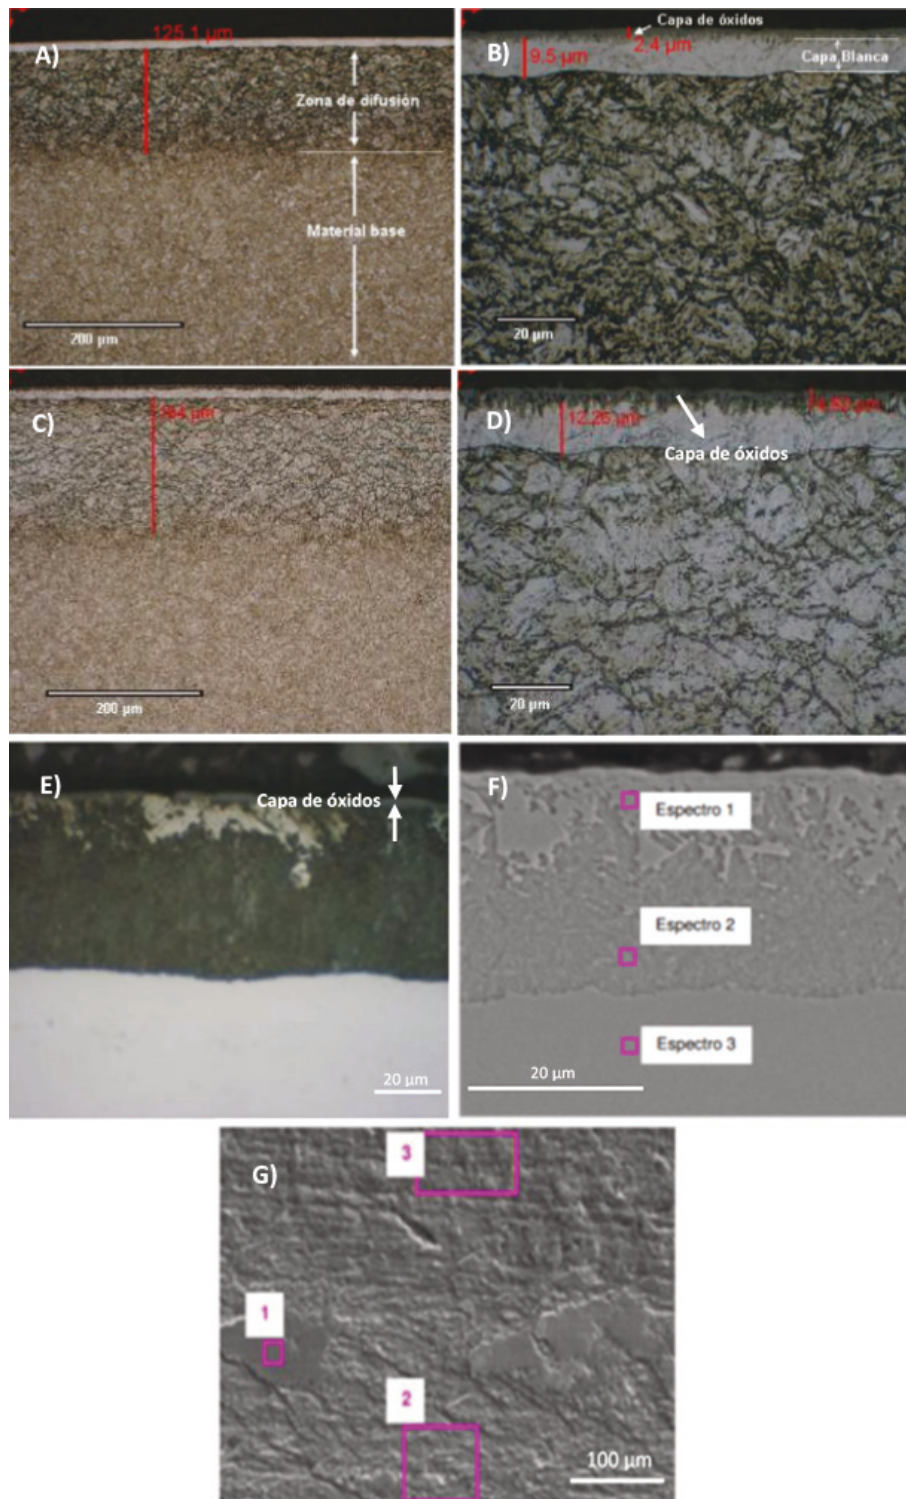 A)
125.1 µm
Zona de difusión
Material base
200 µm
B)
Capa de óxidos
2.4 µm
9.5 µm
Capa Blanca
20 µm
C)
µm
200 µm
D)
12.25 µm
µm
Capa de óxidos
20 µm
E)
Capa de óxidos
20 µm
F)
Espectro 1
Espectro 2
Espectro 3
20 µm
G)
3
1
2
100 µm